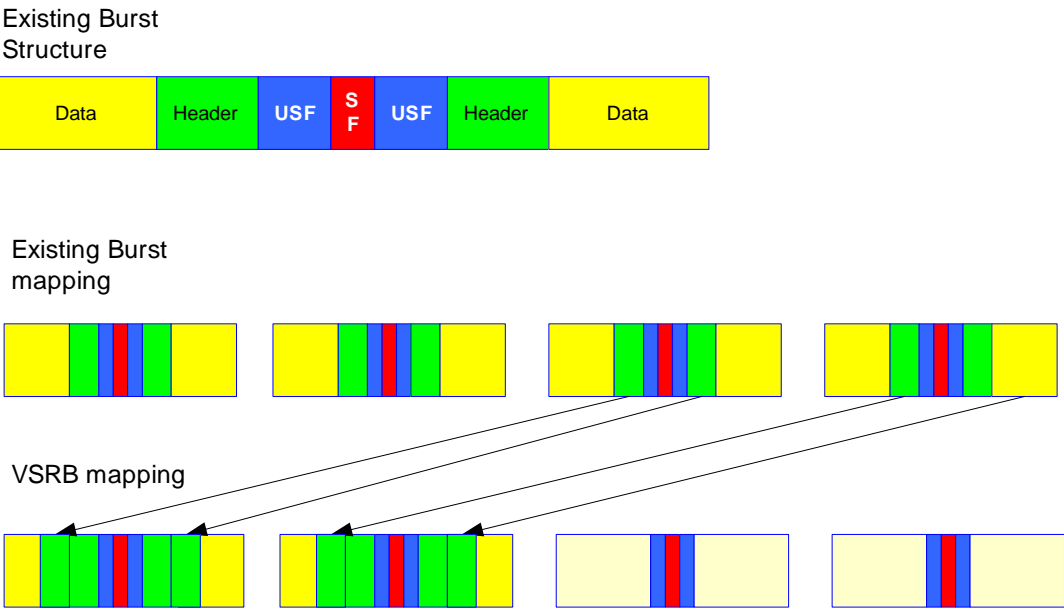 Existing Burst
Structure
Data Header USF S F USF Header Data
Existing Burst
mapping
VSRB mapping